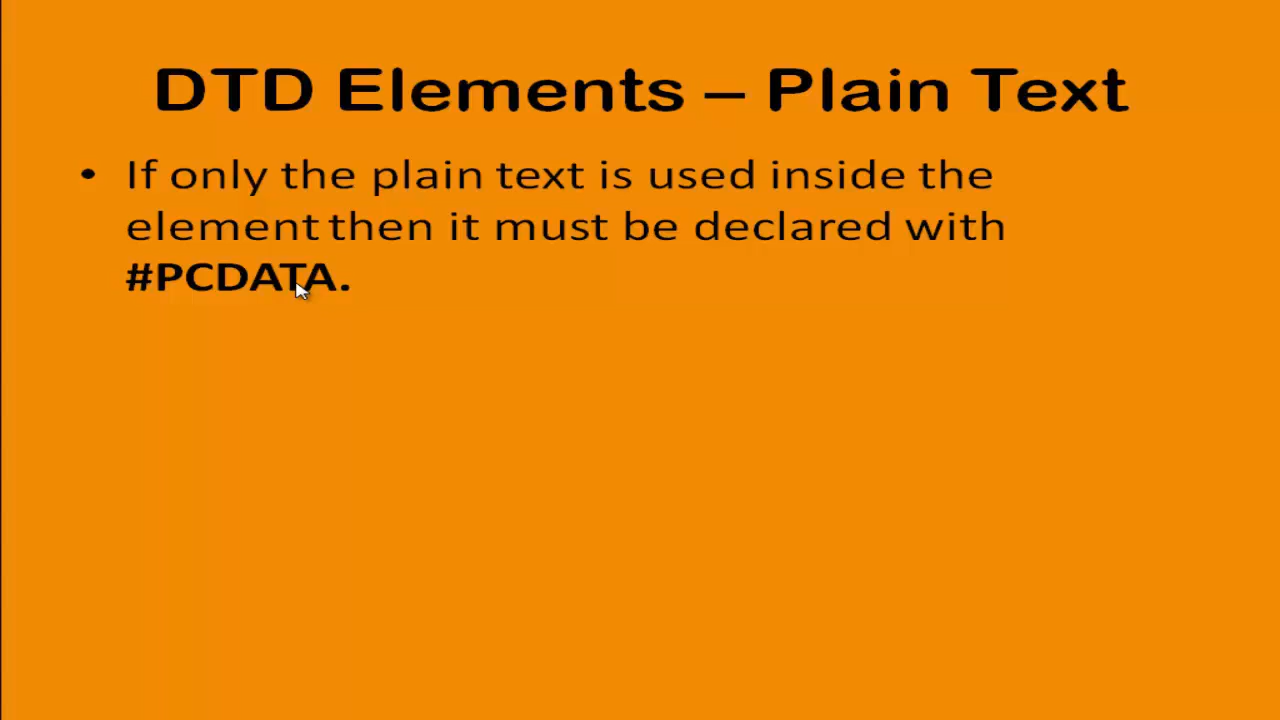 DTD Elements – Plain Text
• If only the plain text is used inside the
element then it must be declared with
#PCDATA.